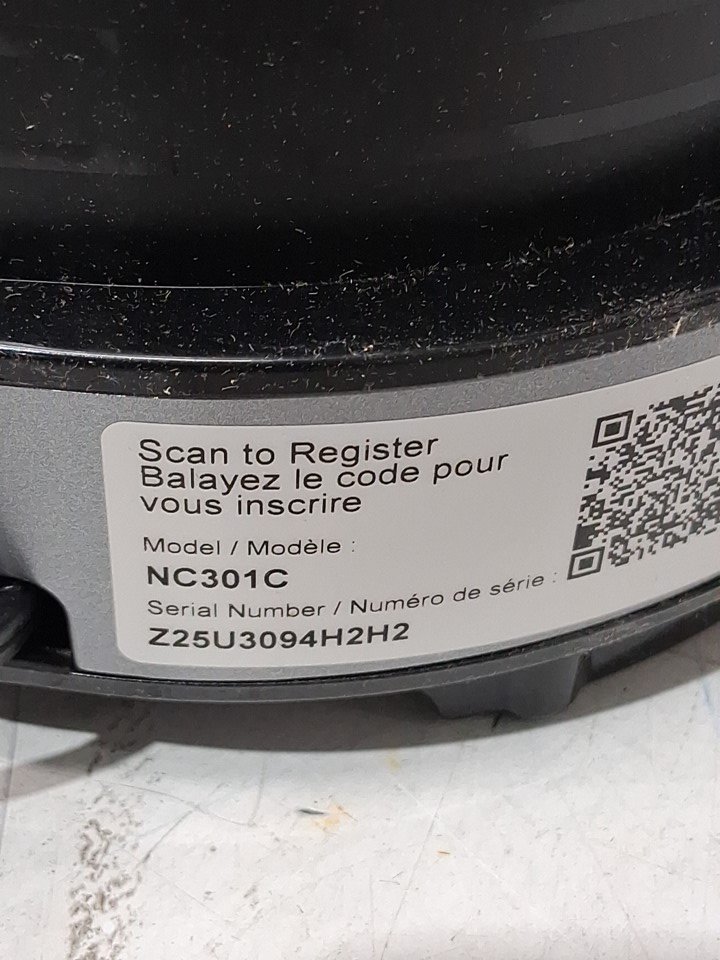 Scan to Register
Balayez le code pour
vous inscrire
Model / Modèle :
NC301C
Serial Number / Numéro de série :
Z25U3094H2H2